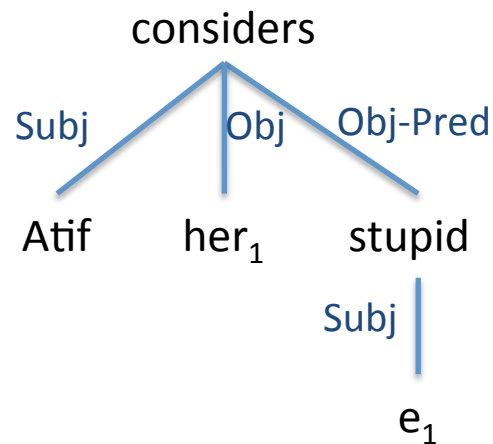 considers
Subj Obj Obj-Pred
Atif her₁ stupid
Subj
e₁